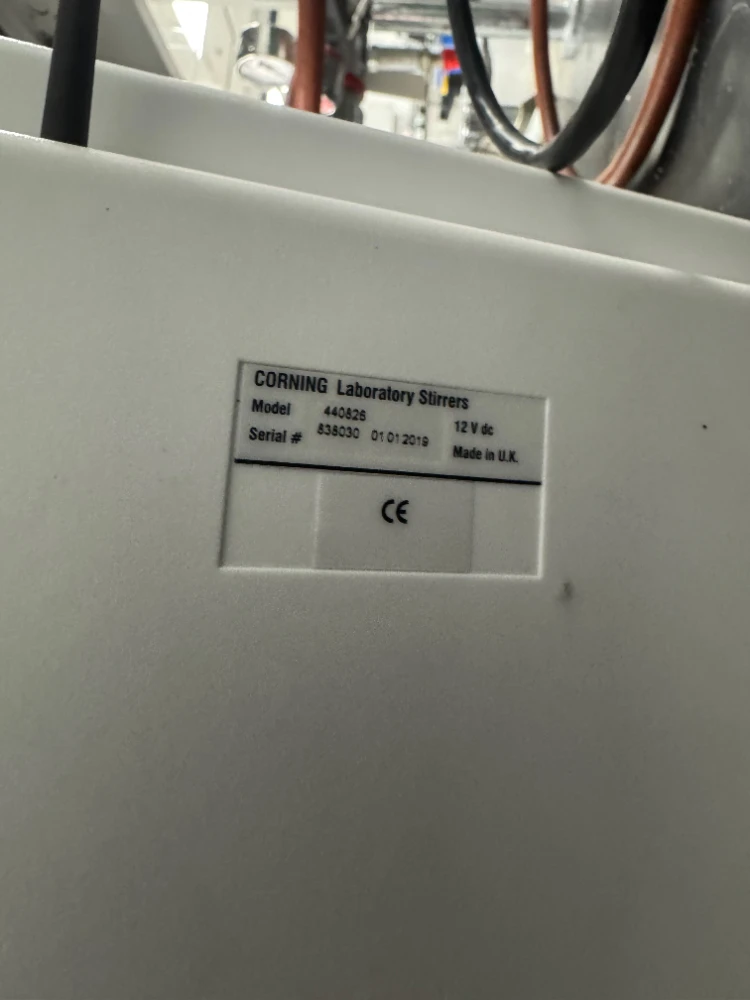 CORNING Laboratory Stirrers
Model 440826 12 V dc
Serial # 838030 01 01 2019 Made in U.K.
CE